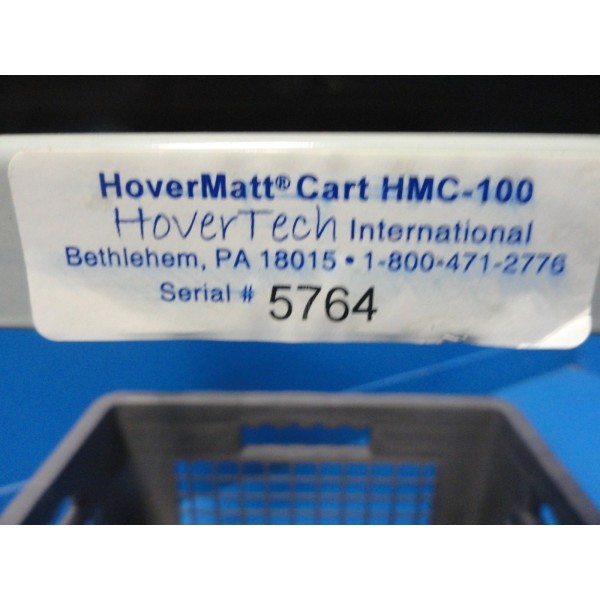 HoverMatt® Cart HMC-100
HoverTech International
Bethlehem, PA 18015 • 1-800-471-2776
Serial # 5764